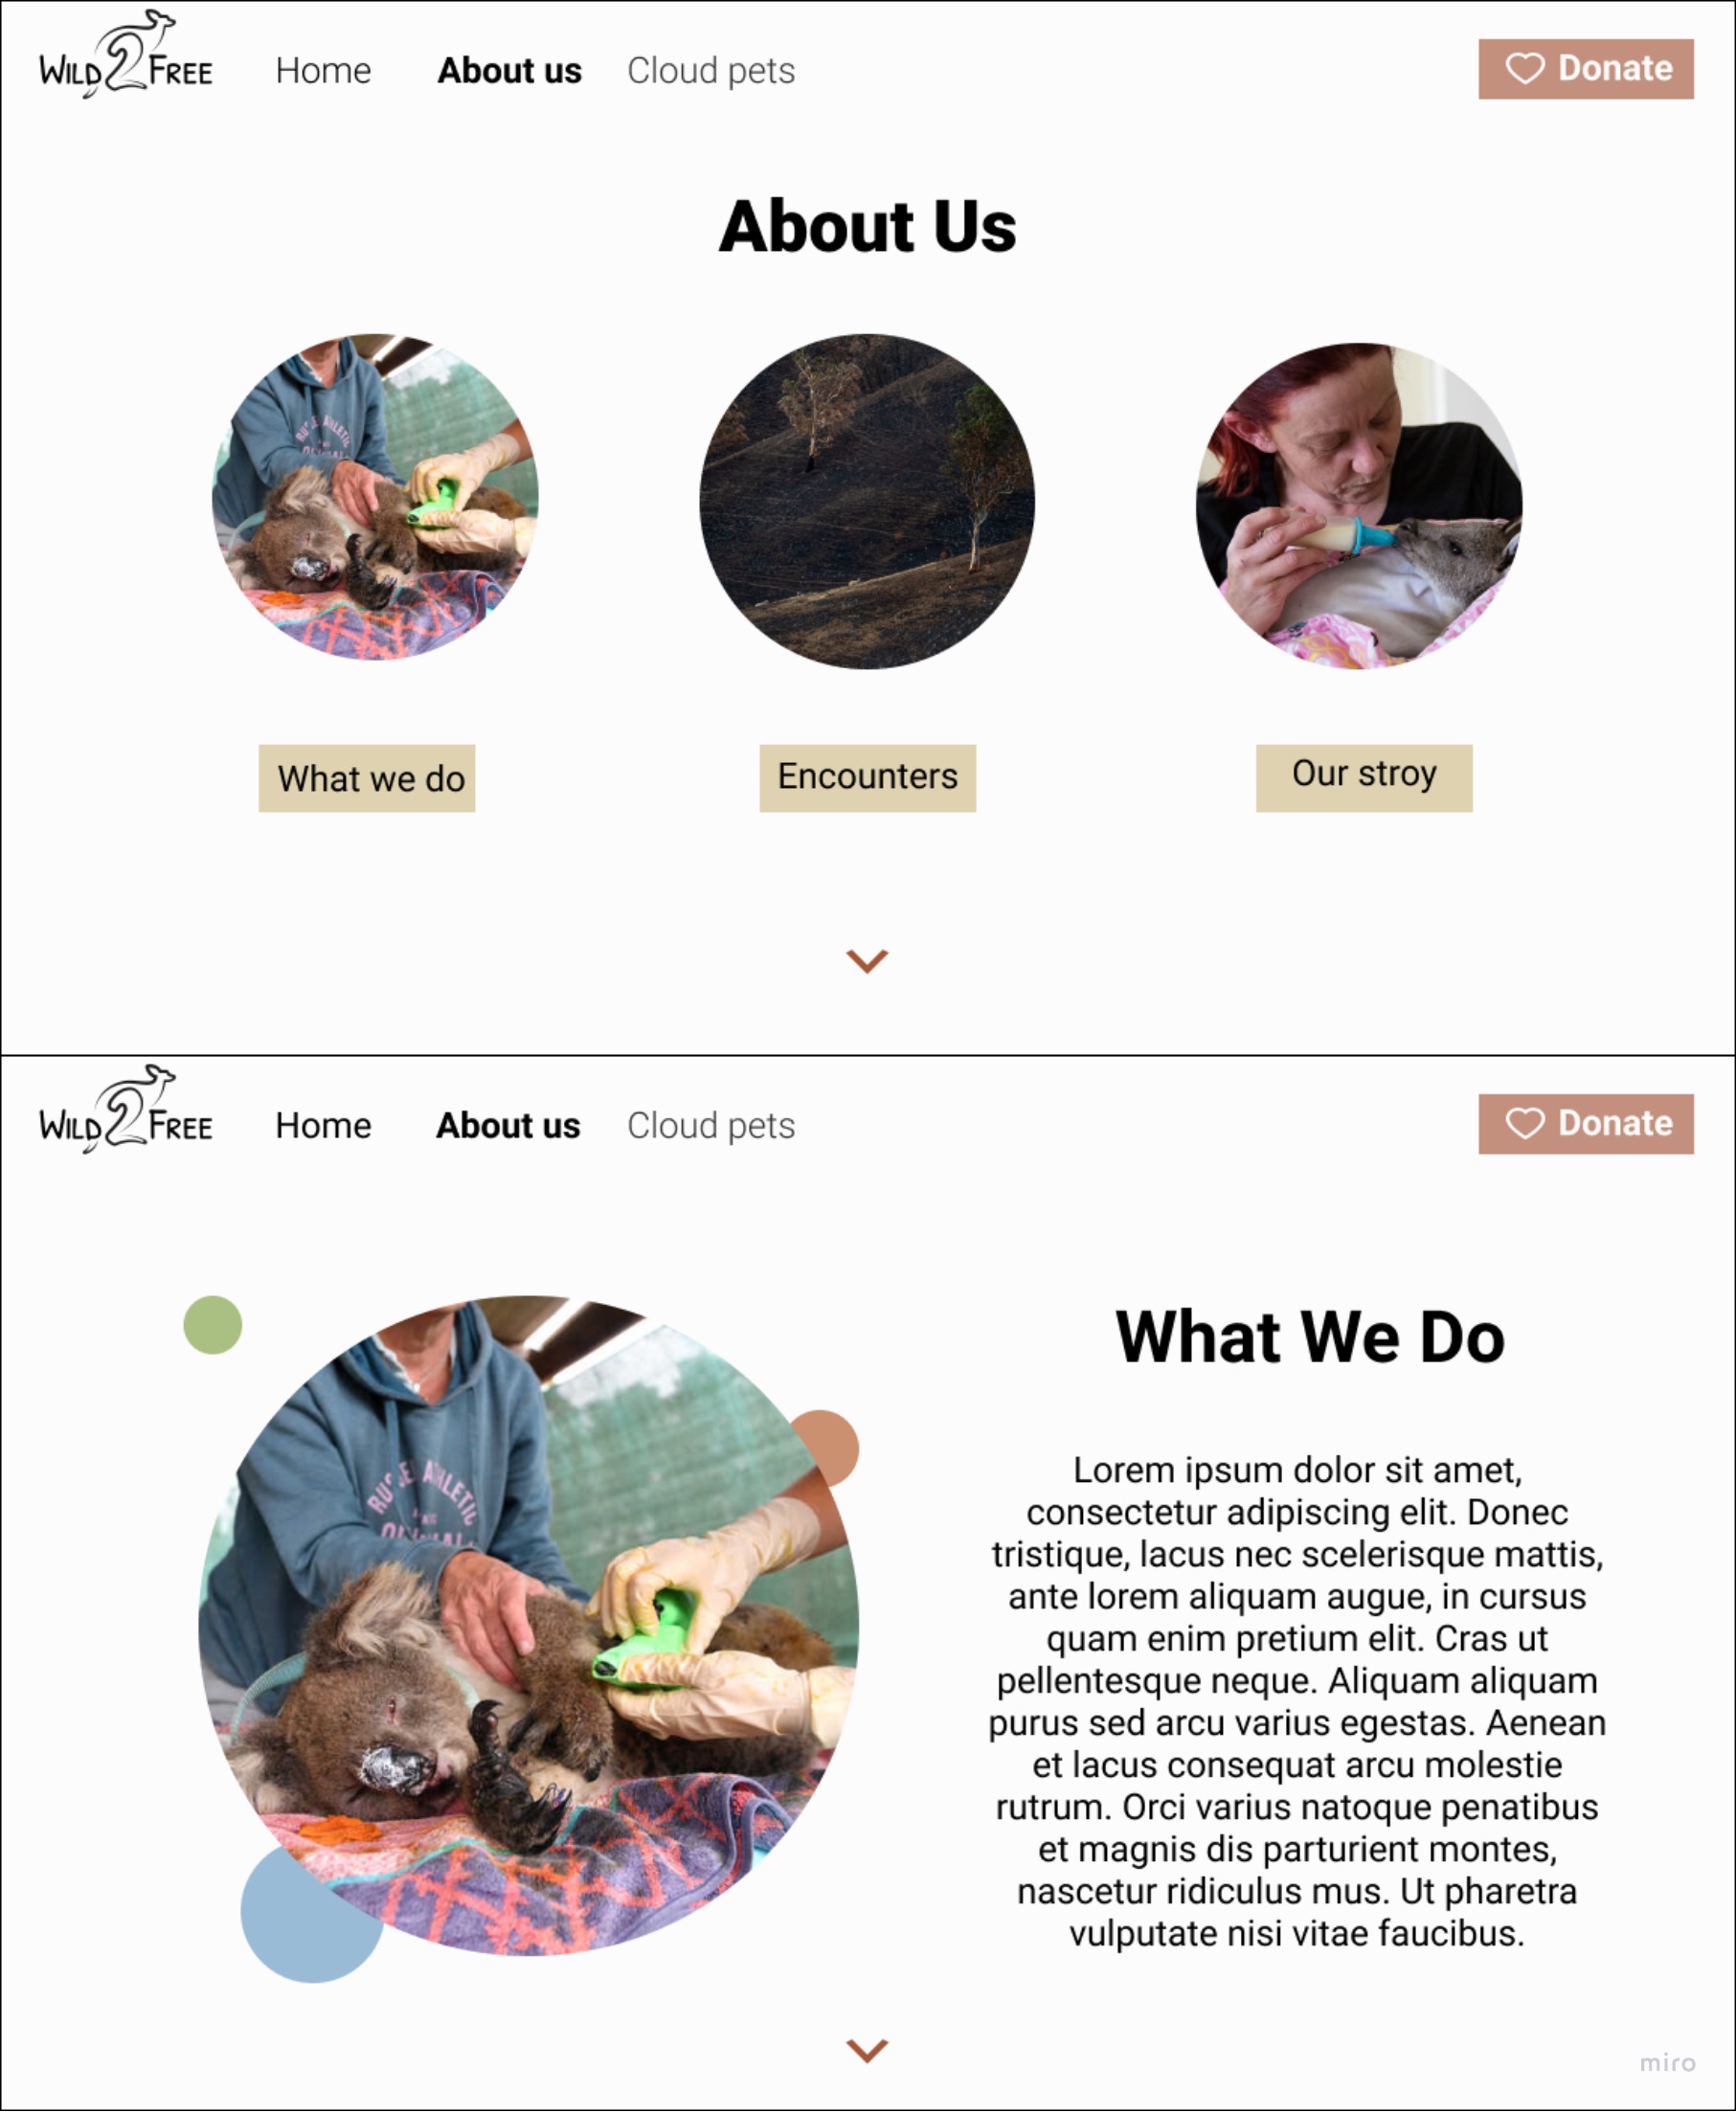 WILD 2 FREE
Home
About us
Cloud pets
Donate
About Us
What we do
Encounters
Our stroy
WILD 2 FREE
Home
About us
Cloud pets
Donate
What We Do
Lorem ipsum dolor sit amet,
consectetur adipiscing elit. Donec
tristique, lacus nec scelerisque mattis,
ante lorem aliquam augue, in cursus
quam enim pretium elit. Cras ut
pellentesque neque. Aliquam aliquam
purus sed arcu varius egestas. Aenean
et lacus consequat arcu molestie
rutrum. Orci varius natoque penatibus
et magnis dis parturient montes,
nascetur ridiculus mus. Ut pharetra
vulputate nisi vitae faucibus.
miro